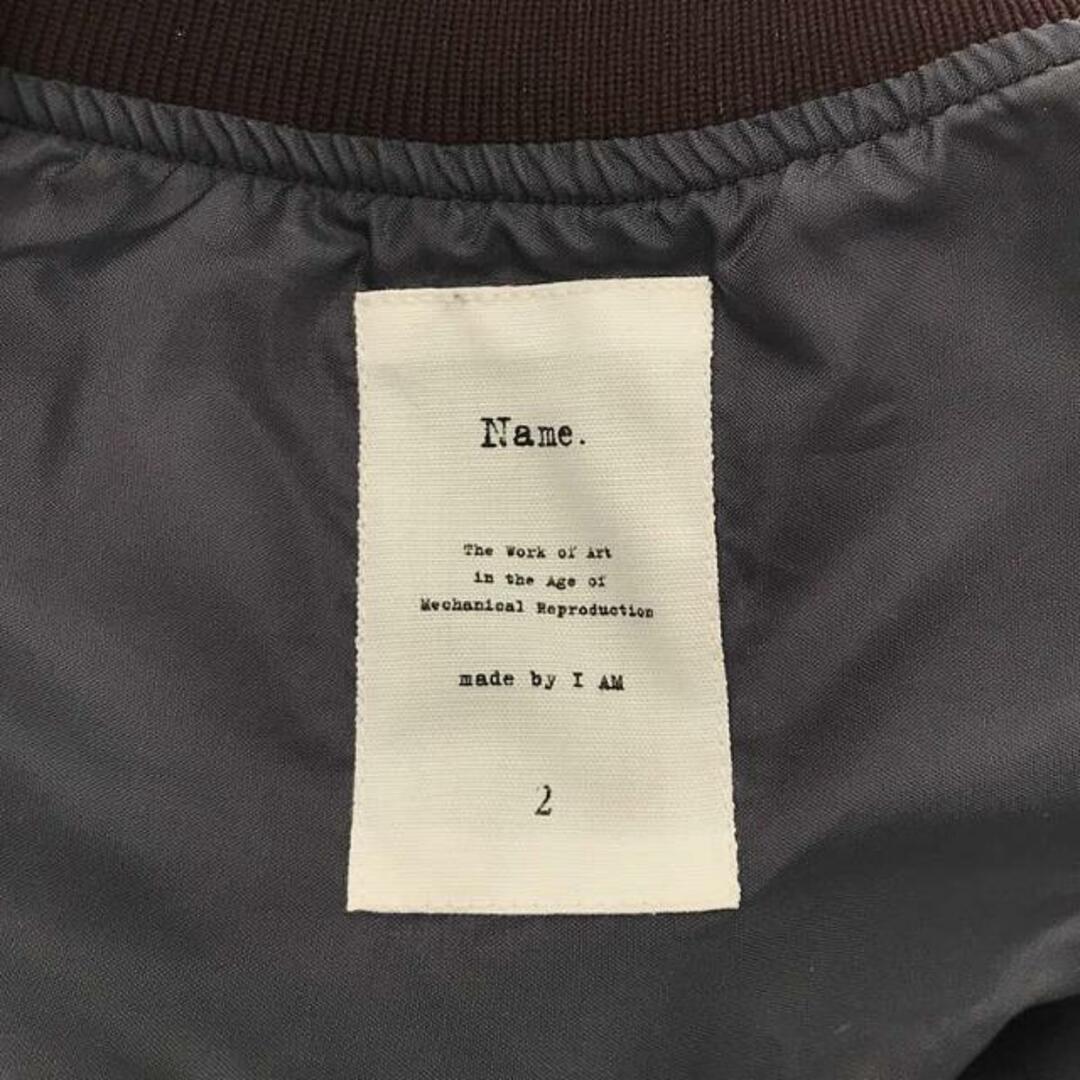 Name.
The Work of Art
in the Age of
Mechanical Reproduction
made by I AM
2